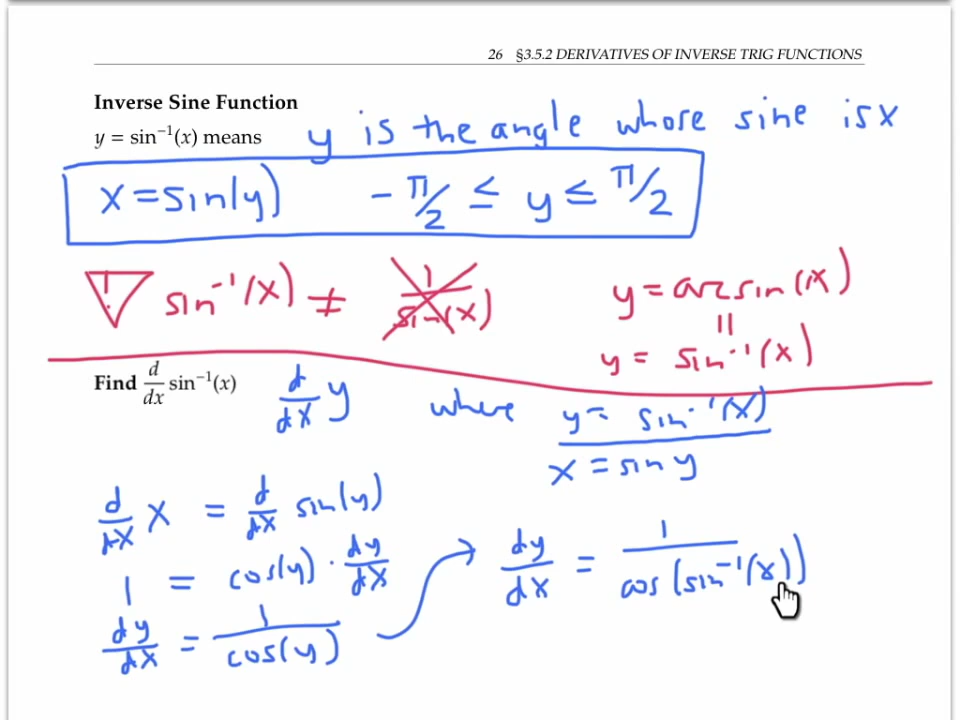 26 §3.5.2 DERIVATIVES OF INVERSE TRIG FUNCTIONS
Inverse Sine Function
y = sin⁻¹(x) means y is the angle whose sine is x
x = sin(y) -π/2 ≤ y ≤ π/2
! sin⁻¹(x) ≠ 1/sin(x) y = arcsin(x)
=
y = sin⁻¹(x)
Find d/dx sin⁻¹(x) d/dx y where y = sin⁻¹(x)
x = sin y
d/dx x = d/dx sin(y)
1 = cos(y) · dy/dx
dy/dx = 1/cos(y)
dy/dx = 1/cos(sin⁻¹(x))